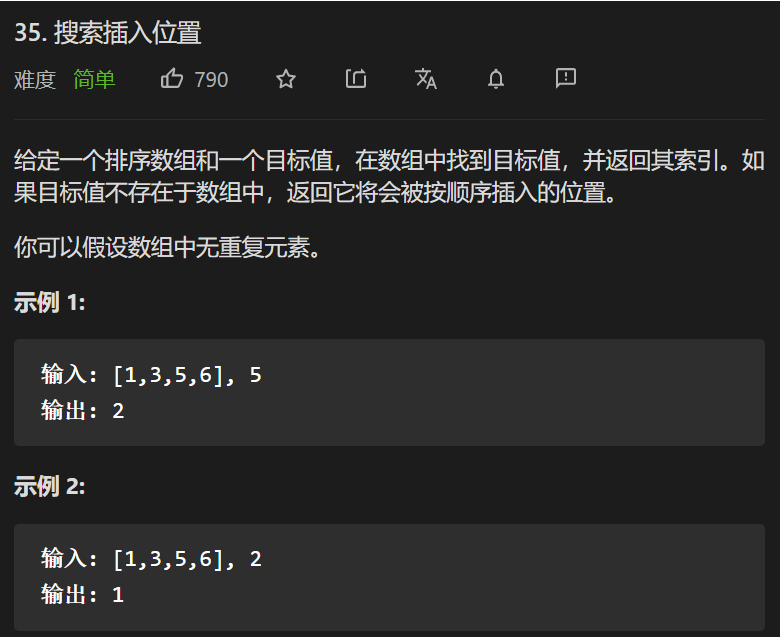 35. 搜索插入位置
难度 简单 790
给定一个排序数组和一个目标值，在数组中找到目标值，并返回其索引。如
果目标值不存在于数组中，返回它将会被按顺序插入的位置。
你可以假设数组中无重复元素。
示例 1:
输入: [1,3,5,6], 5
输出: 2
示例 2:
输入: [1,3,5,6], 2
输出: 1